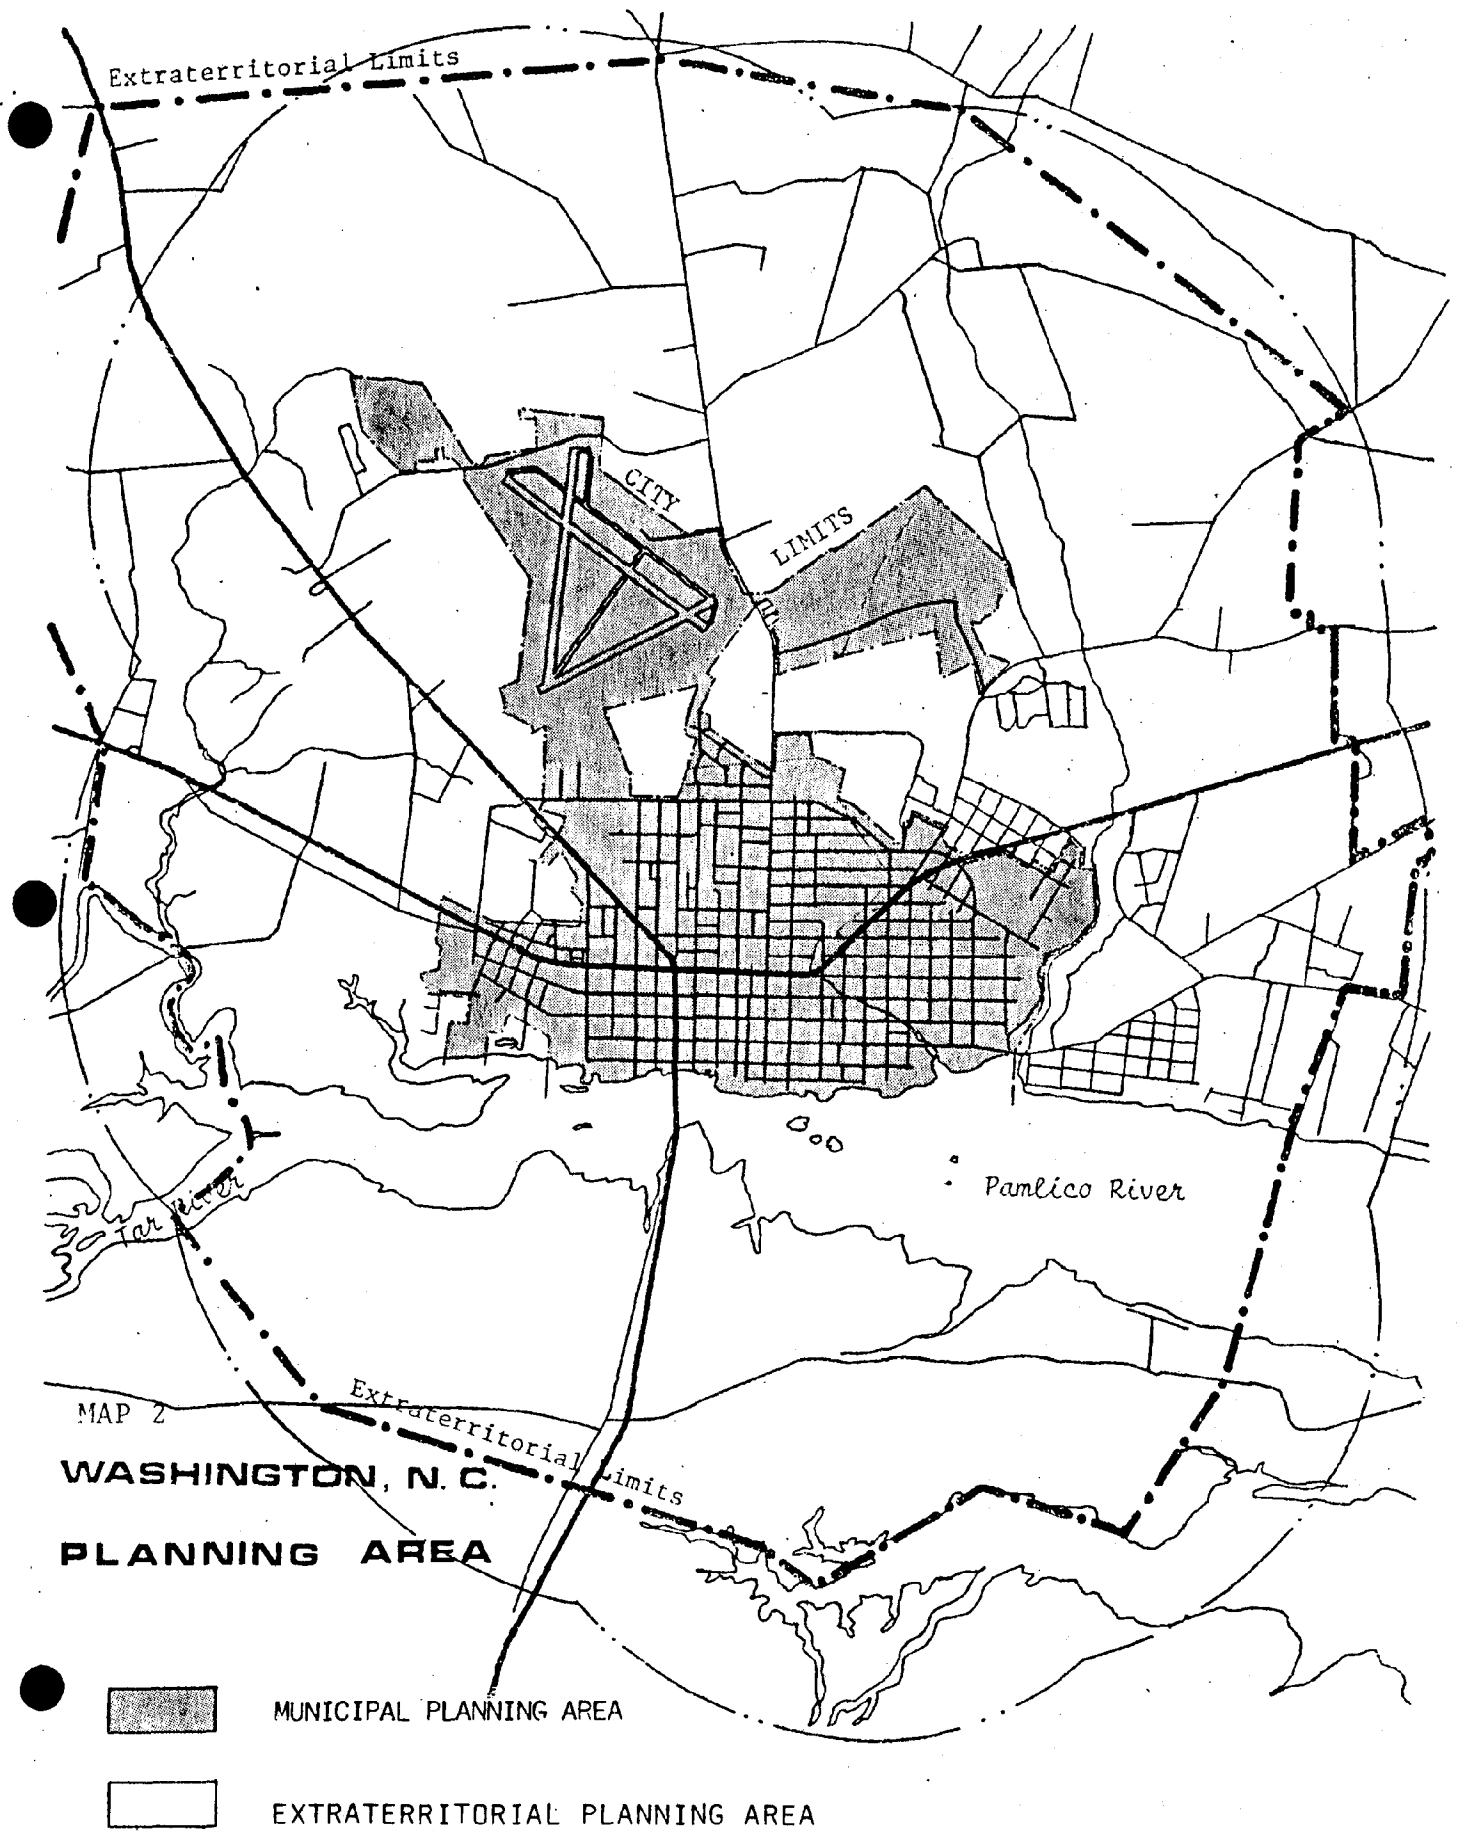 Extraterritorial Limits
CITY
LIMITS
Pamlico River
Tar River
Extraterritorial Limits
MAP 2
WASHINGTON, N. C.
PLANNING AREA
MUNICIPAL PLANNING AREA
EXTRATERRITORIAL PLANNING AREA